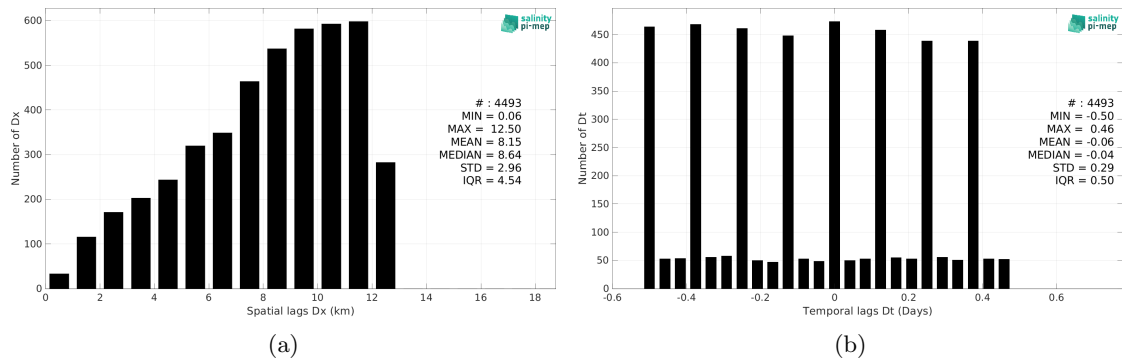 600
500
400
300
200
100
0
Number of Dx
0 2 4 6 8 10 12 14 16 18
Spatial lags Dx (km)
salinity
pi-mep
# : 4493
MIN = 0.06
MAX = 12.50
MEAN = 8.15
MEDIAN = 8.64
STD = 2.96
IQR = 4.54
(a)
450
400
350
300
250
200
150
100
50
0
Number of Dt
-0.6 -0.4 -0.2 0 0.2 0.4 0.6
Temporal lags Dt (Days)
salinity
pi-mep
# : 4493
MIN = -0.50
MAX = 0.46
MEAN = -0.06
MEDIAN = -0.04
STD = 0.29
IQR = 0.50
(b)